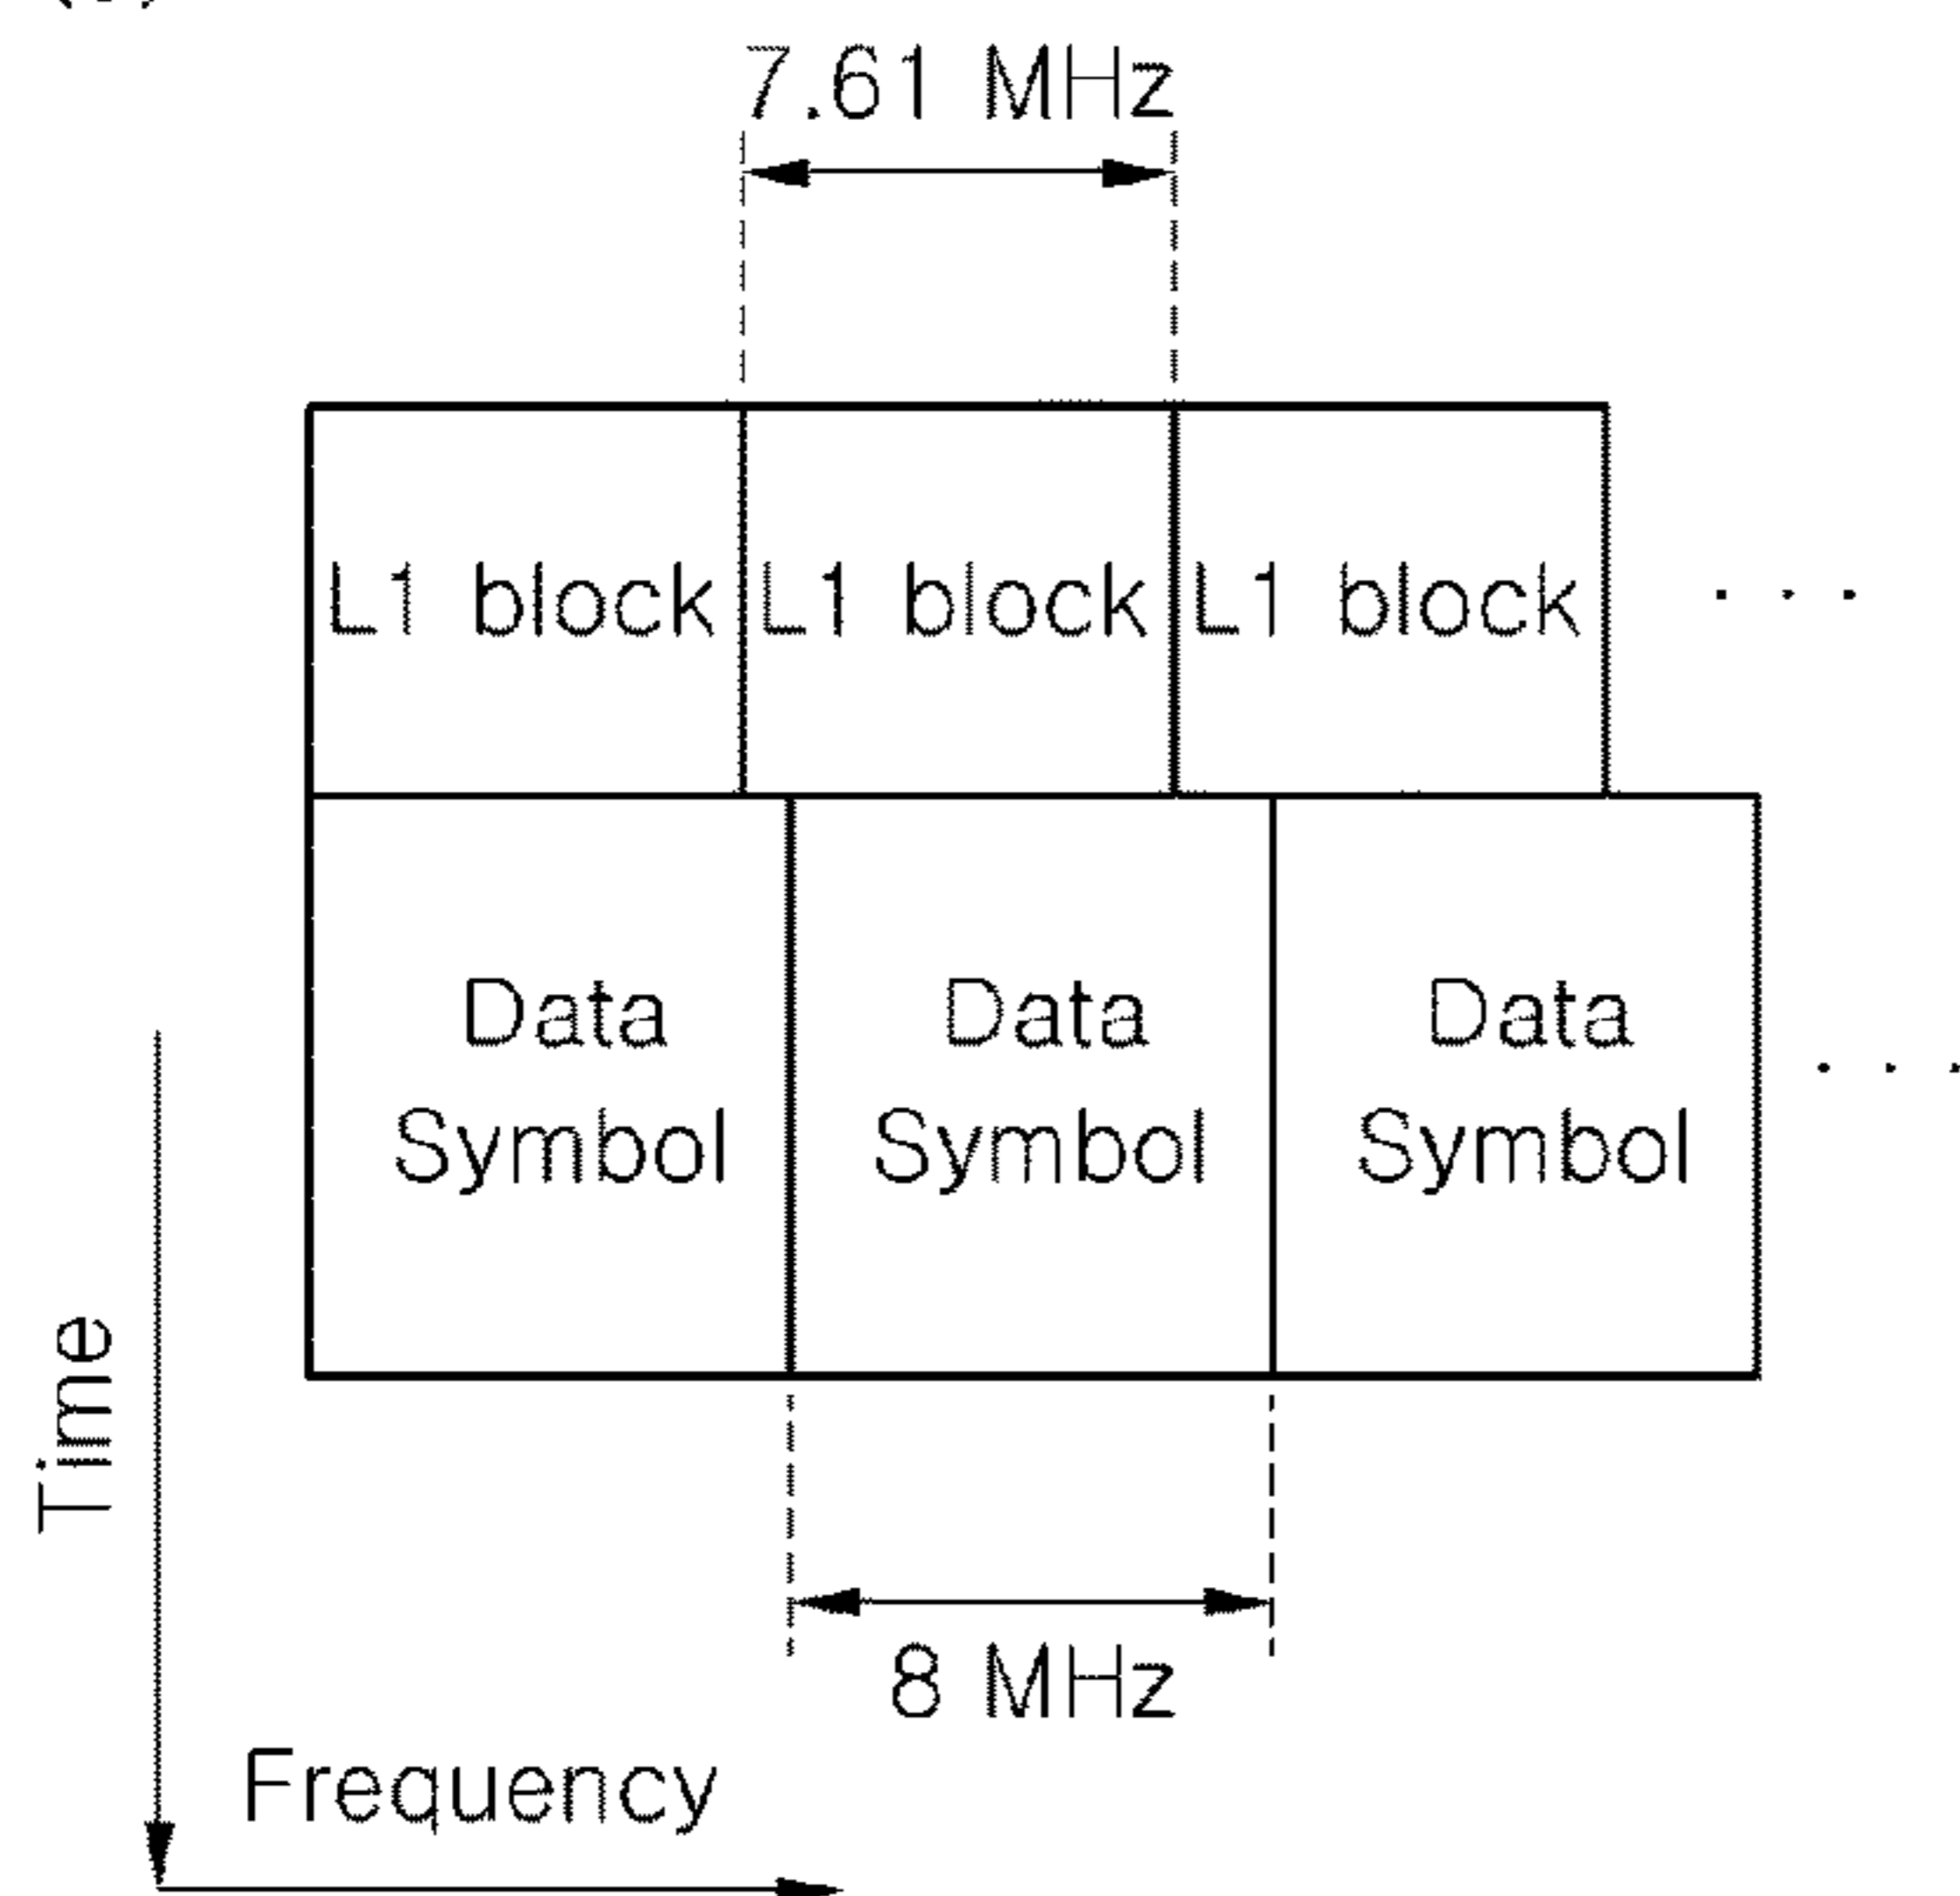 7.61 MHz
L1 block L1 block L1 block . . .
Data Symbol
Data Symbol
Data Symbol
. . .
Time
8 MHz
Frequency